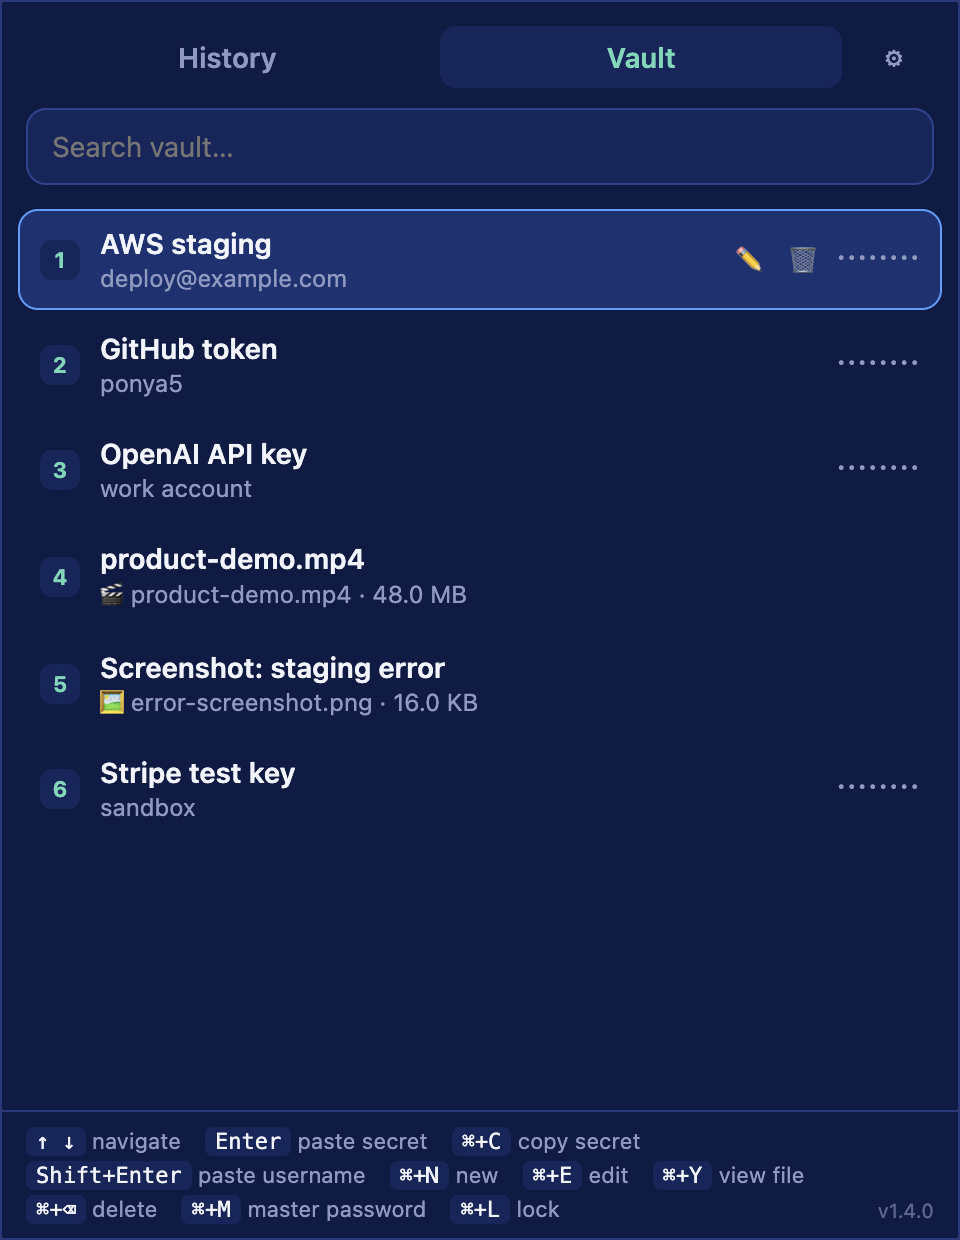 History Vault ⚙
Search vault...
1 AWS staging ✏️ 🗑️ ••••••••
deploy@example.com
2 GitHub token ••••••••
ponya5
3 OpenAI API key ••••••••
work account
4 product-demo.mp4
🎬 product-demo.mp4 · 48.0 MB
5 Screenshot: staging error
🖼️ error-screenshot.png · 16.0 KB
6 Stripe test key ••••••••
sandbox
↑ ↓ navigate Enter paste secret ⌘+C copy secret
Shift+Enter paste username ⌘+N new ⌘+E edit ⌘+Y view file
⌘+⌫ delete ⌘+M master password ⌘+L lock v1.4.0